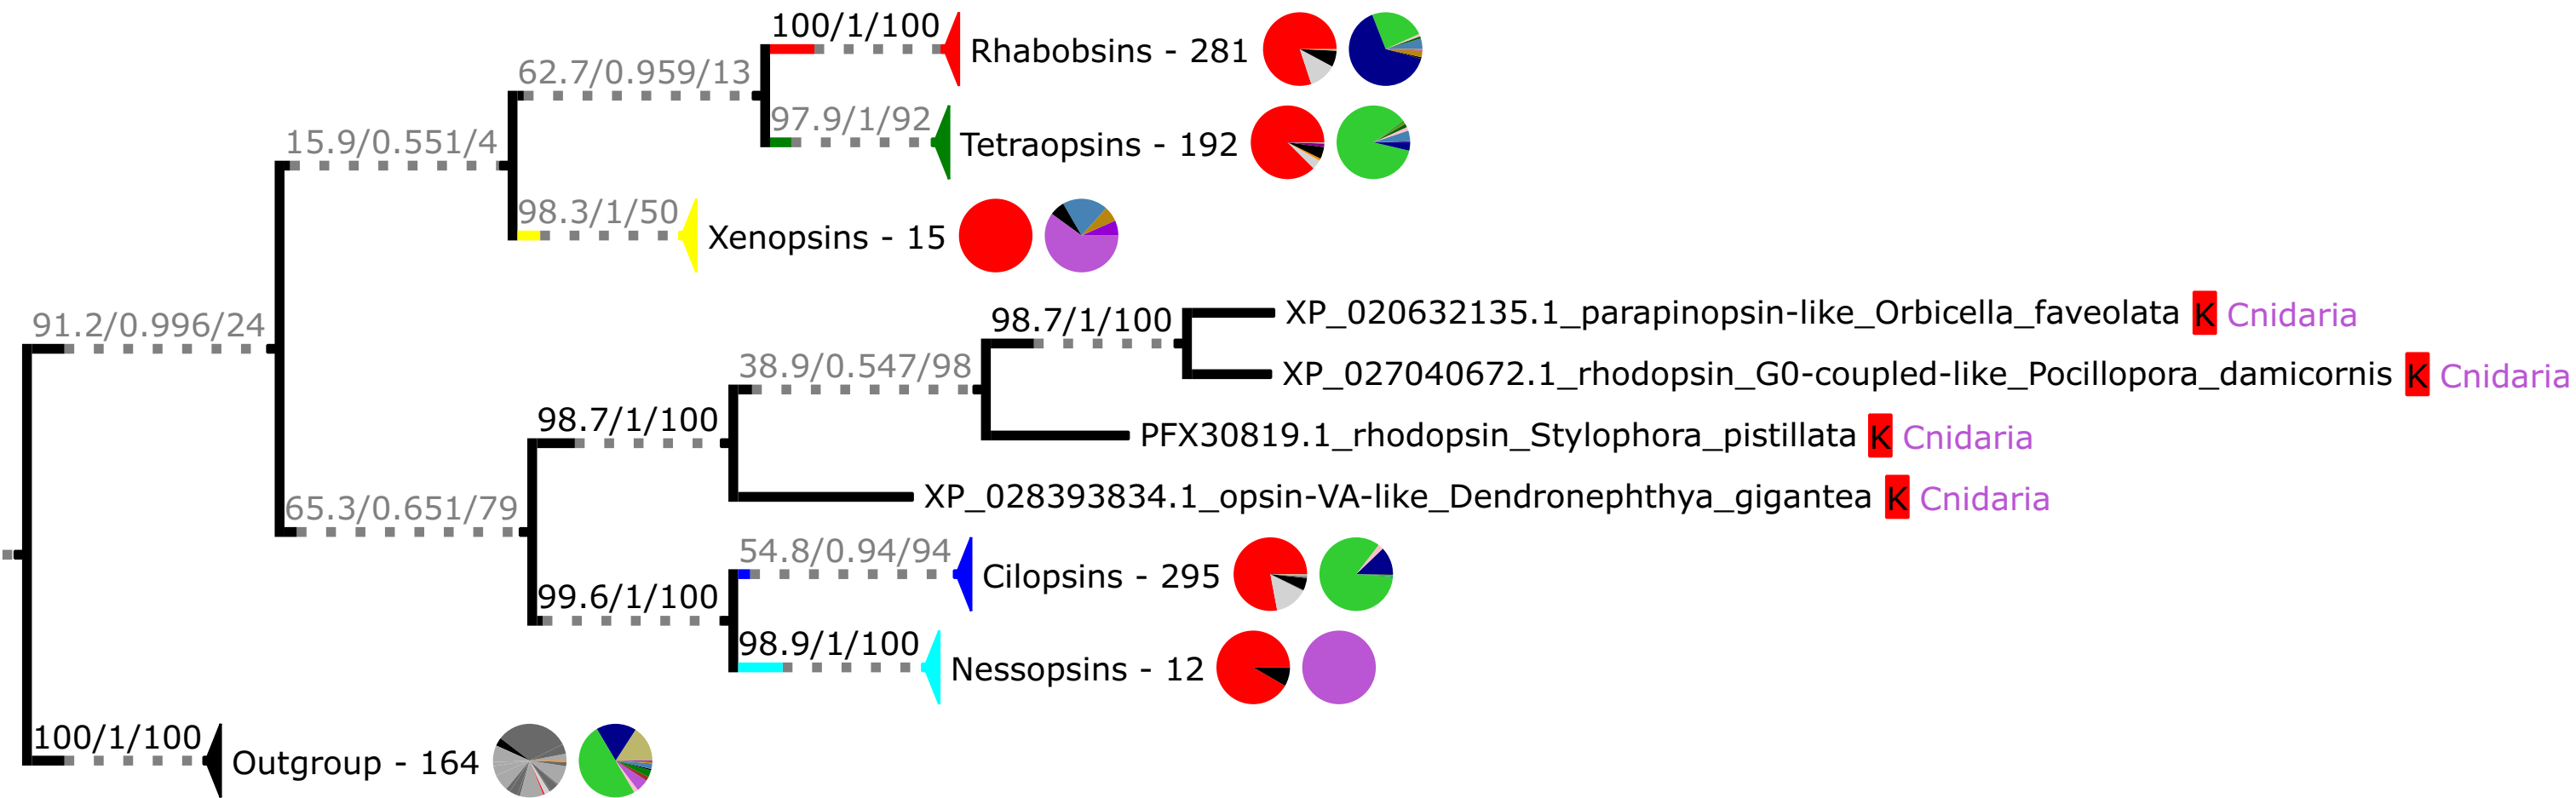 100/1/100
Rhabobsins - 281
62.7/0.959/13
97.9/1/92
Tetraopsins - 192
15.9/0.551/4
98.3/1/50
Xenopsins - 15
91.2/0.996/24
98.7/1/100
XP_020632135.1_parapinopsin-like_Orbicella_faveolata K Cnidaria
38.9/0.547/98
XP_027040672.1_rhodopsin_G0-coupled-like_Pocillopora_damicornis K Cnidaria
98.7/1/100
PFX30819.1_rhodopsin_Stylophora_pistillata K Cnidaria
65.3/0.651/79
XP_028393834.1_opsin-VA-like_Dendronephthya_gigantea K Cnidaria
54.8/0.94/94
Cilopsins - 295
99.6/1/100
98.9/1/100
Nessopsins - 12
100/1/100
Outgroup - 164